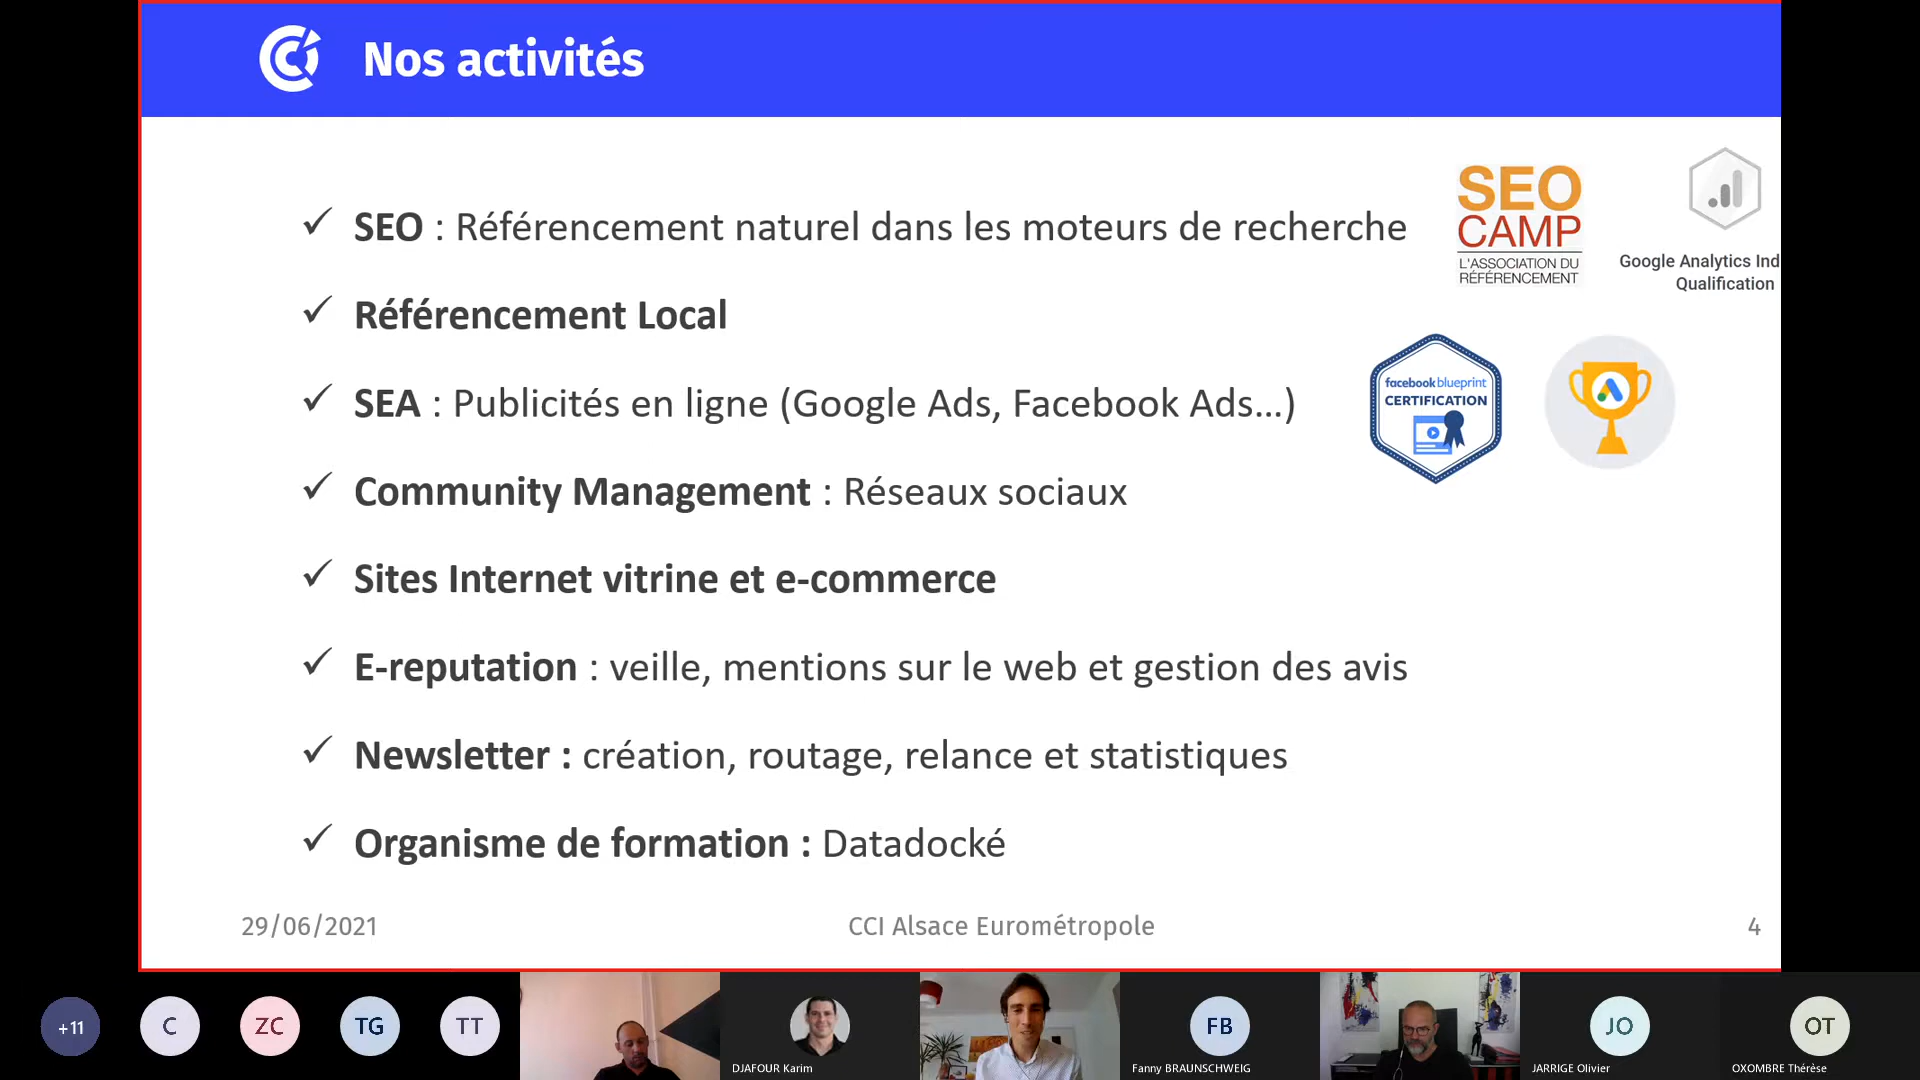 Nos activités
✓ SEO : Référencement naturel dans les moteurs de recherche
✓ Référencement Local
✓ SEA : Publicités en ligne (Google Ads, Facebook Ads…)
✓ Community Management : Réseaux sociaux
✓ Sites Internet vitrine et e-commerce
✓ E-reputation : veille, mentions sur le web et gestion des avis
✓ Newsletter : création, routage, relance et statistiques
✓ Organisme de formation : Datadocké
SEO
CAMP
L'ASSOCIATION DU
RÉFÉRENCEMENT
Google Analytics Ind
Qualification
facebook blueprint
CERTIFICATION
29/06/2021
CCI Alsace Eurométropole
4
+11
C
ZC
TG
TT
DJAFOUR Karim
FB
Fanny BRAUNSCHWEIG
JO
JARRIGE Olivier
OT
OXOMBRE Thérèse